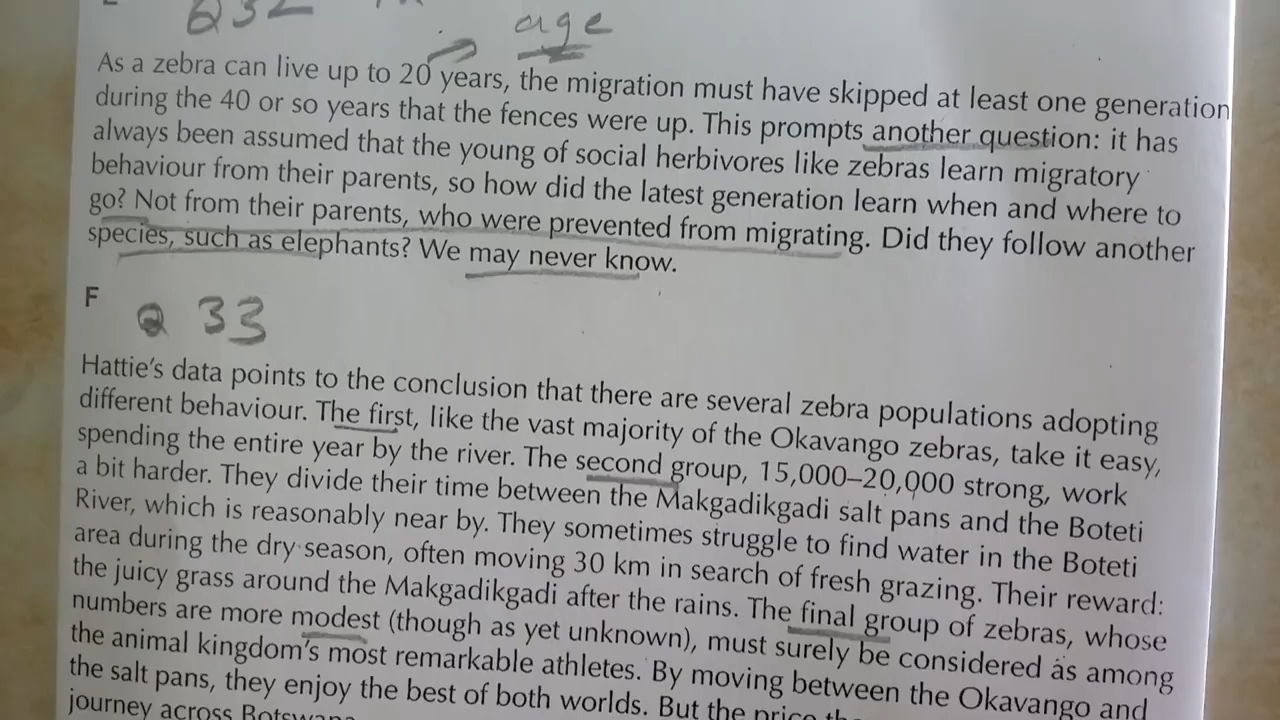 Q32
age
As a zebra can live up to 20 years, the migration must have skipped at least one generation
during the 40 or so years that the fences were up. This prompts another question: it has
always been assumed that the young of social herbivores like zebras learn migratory
behaviour from their parents, so how did the latest generation learn when and where to
go? Not from their parents, who were prevented from migrating. Did they follow another
species, such as elephants? We may never know.
F
Q 33
Hattie's data points to the conclusion that there are several zebra populations adopting
different behaviour. The first, like the vast majority of the Okavango zebras, take it easy,
spending the entire year by the river. The second group, 15,000–20,000 strong, work
a bit harder. They divide their time between the Makgadikgadi salt pans and the Boteti
River, which is reasonably near by. They sometimes struggle to find water in the Boteti
area during the dry season, often moving 30 km in search of fresh grazing. Their reward:
the juicy grass around the Makgadikgadi after the rains. The final group of zebras, whose
numbers are more modest (though as yet unknown), must surely be considered as among
the animal kingdom's most remarkable athletes. By moving between the Okavango and
the salt pans, they enjoy the best of both worlds. But the price
journey across Botswana